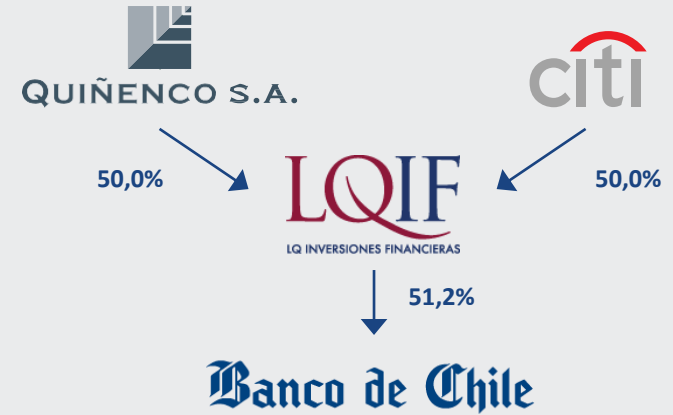 QUIÑENCO S.A.
citi
50,0%
50,0%
LQIF
LQ INVERSIONES FINANCIERAS
51,2%
Banco de Chile